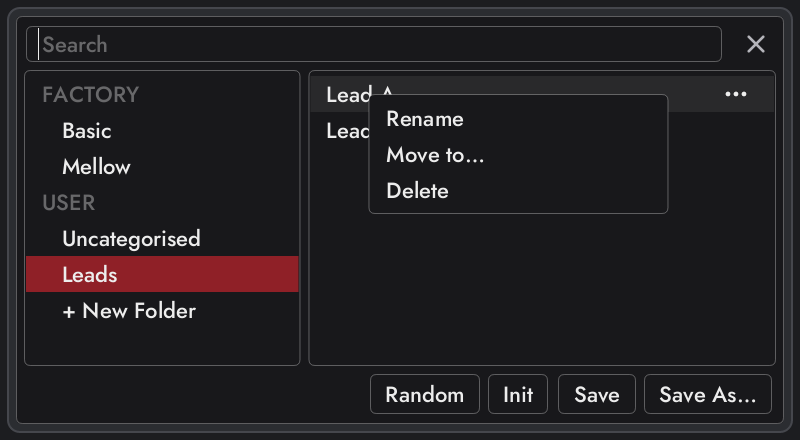 Search
FACTORY
Basic
Mellow
USER
Uncategorised
Leads
+ New Folder
Lead A
Lead
Rename
Move to...
Delete
Random
Init
Save
Save As...